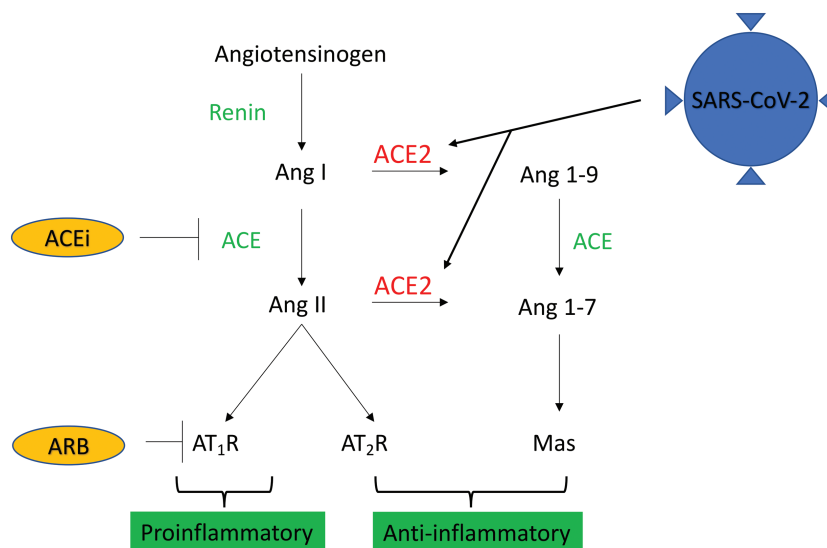 Angiotensinogen
SARS-CoV-2
Renin
ACE2
Ang I
Ang 1-9
ACEi
ACE
ACE
ACE2
Ang II
Ang 1-7
ARB
AT₁R
AT₂R
Mas
Proinflammatory
Anti-inflammatory